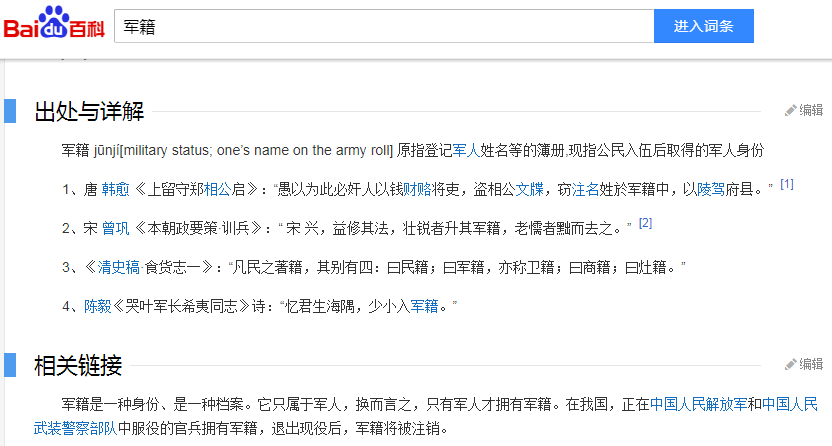 Baidu百科 军籍 进入词条
出处与详解 编辑
军籍 jūnjí[military status; one's name on the army roll] 原指登记军人姓名等的簿册,现指公民入伍后取得的军人身份
1、唐 韩愈《上留守郑相公启》：“愚以为此必奸人以钱财赂将吏，盗相公文牒，窃注名姓於军籍中，以陵驾府县。” [1]
2、宋 曾巩《本朝政要策·训兵》：“ 宋 兴，益修其法，壮锐者升其军籍，老懦者黜而去之。” [2]
3、《清史稿·食货志一》：“凡民之著籍，其别有四：曰民籍；曰军籍，亦称卫籍；曰商籍；曰灶籍。”
4、陈毅《哭叶军长希夷同志》诗：“忆君生海隅，少小入军籍。”
相关链接 编辑
军籍是一种身份、是一种档案。它只属于军人，换而言之，只有军人才拥有军籍。在我国，正在中国人民解放军和中国人民
武装警察部队中服役的官兵拥有军籍，退出现役后，军籍将被注销。